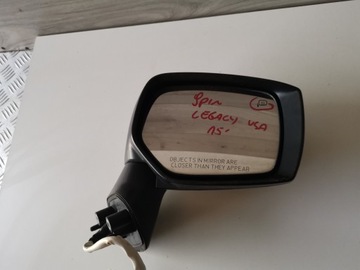 9pin
LEGACY USA
15'
OBJECTS IN MIRROR ARE
CLOSER THAN THEY APPEAR